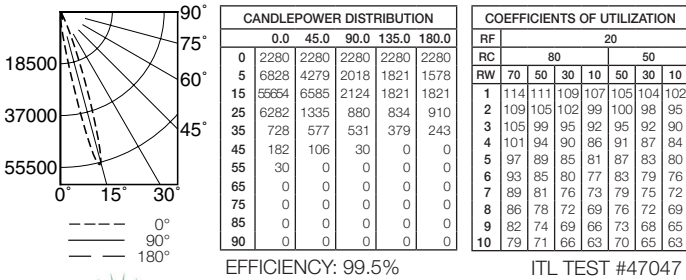 90°
75°
60°
45°
18500
37000
55500
0° 15° 30°
0°
90°
180°
CANDLEPOWER DISTRIBUTION
0.0 45.0 90.0 135.0 180.0
0 2280 2280 2280 2280 2280
5 6828 4279 2018 1821 1578
15 55654 6585 2124 1821 1821
25 6282 1335 880 834 910
35 728 577 531 379 243
45 182 106 30 0 0
55 30 0 0 0 0
65 0 0 0 0 0
75 0 0 0 0 0
85 0 0 0 0 0
90 0 0 0 0 0
EFFICIENCY: 99.5%
COEFFICIENTS OF UTILIZATION
RF 20
RC 80 50
RW 70 50 30 10 50 30 10
1 114 111 109 107 105 104 102
2 109 105 102 99 100 98 95
3 105 99 95 92 95 92 90
4 101 94 90 86 91 87 84
5 97 89 85 81 87 83 80
6 93 85 80 77 83 79 76
7 89 81 76 73 79 75 72
8 86 78 72 69 76 72 69
9 82 74 69 66 73 68 65
10 79 71 66 63 70 65 63
ITL TEST #47047